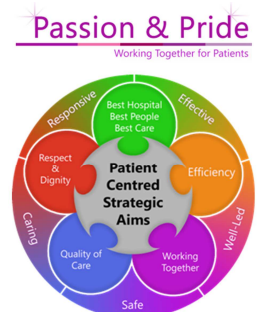 Passion & Pride
Working Together for Patients
Responsive
Effective
Best Hospital
Best People
Best Care
Respect
&
Dignity
Patient
Centred
Strategic
Aims
Efficiency
Caring
Well-Led
Quality of
Care
Working
Together
Safe